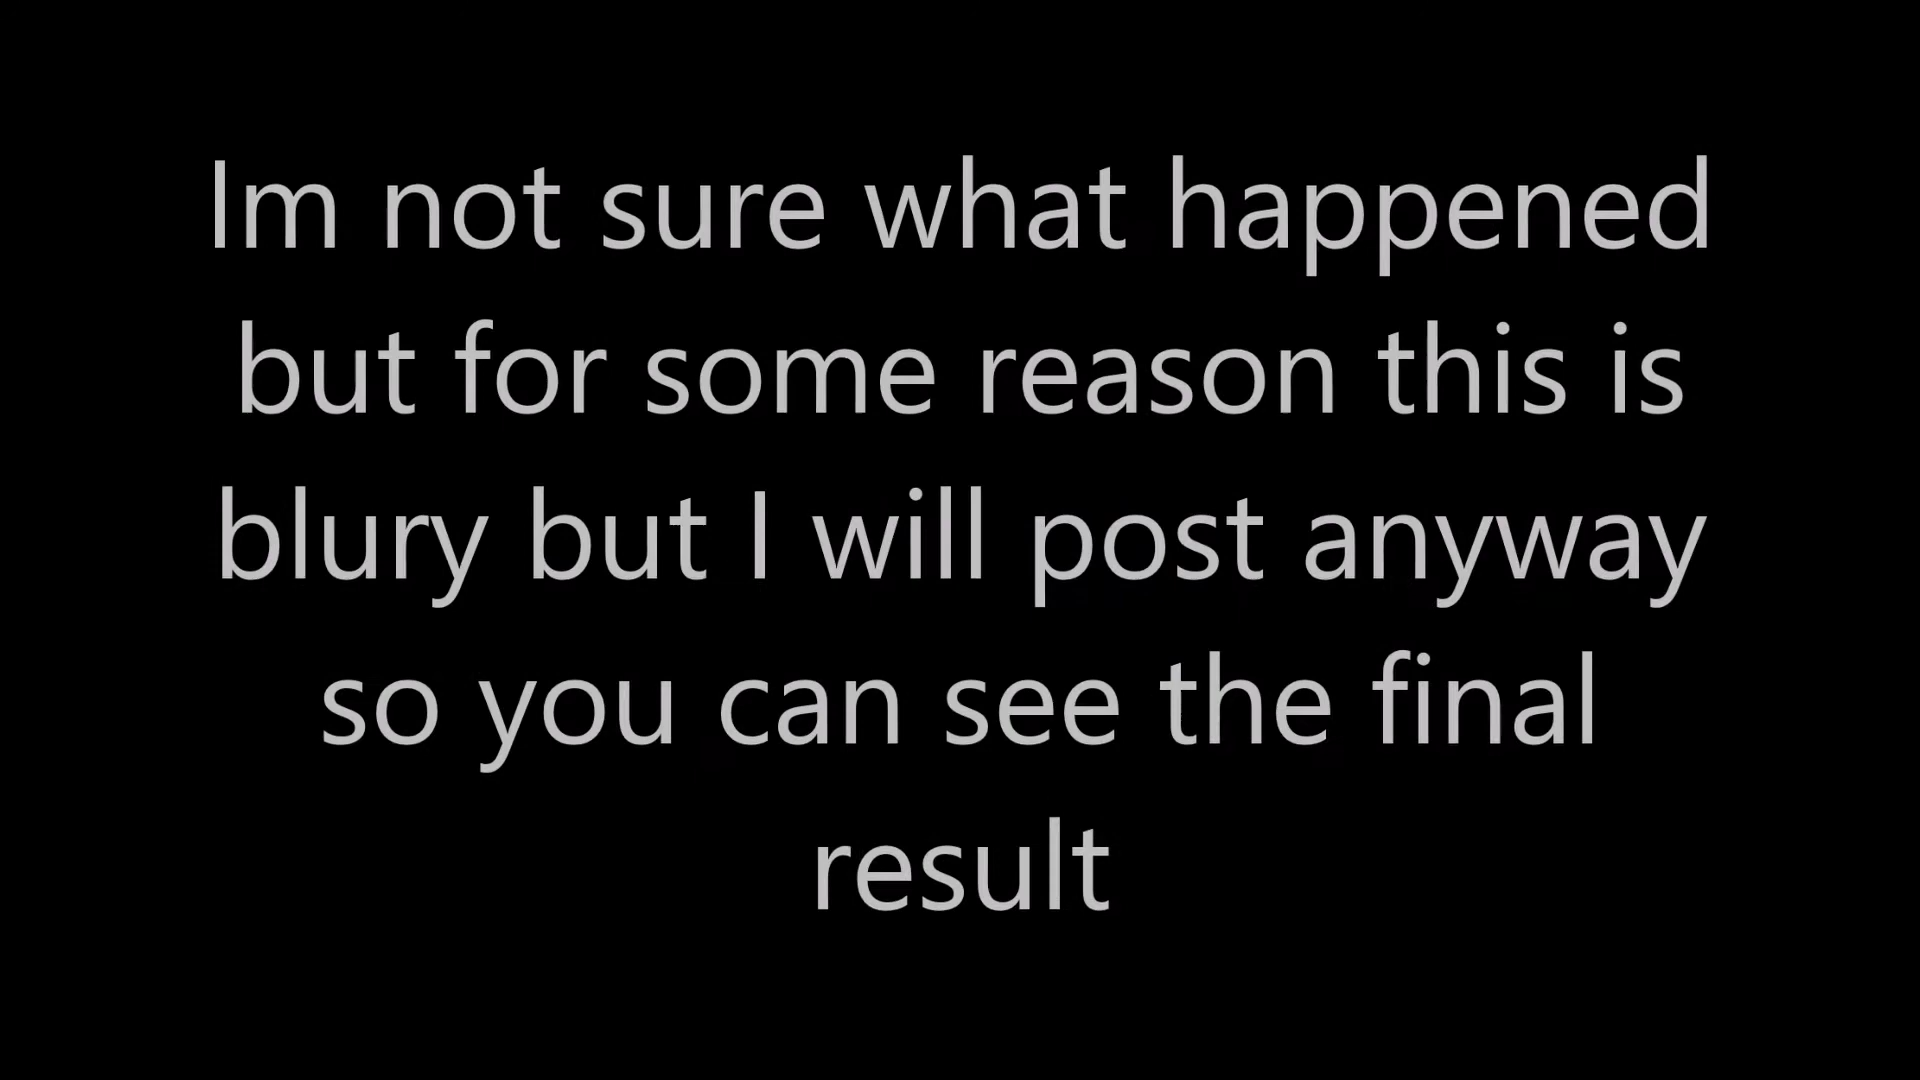 Im not sure what happened
but for some reason this is
blury but I will post anyway
so you can see the final
result